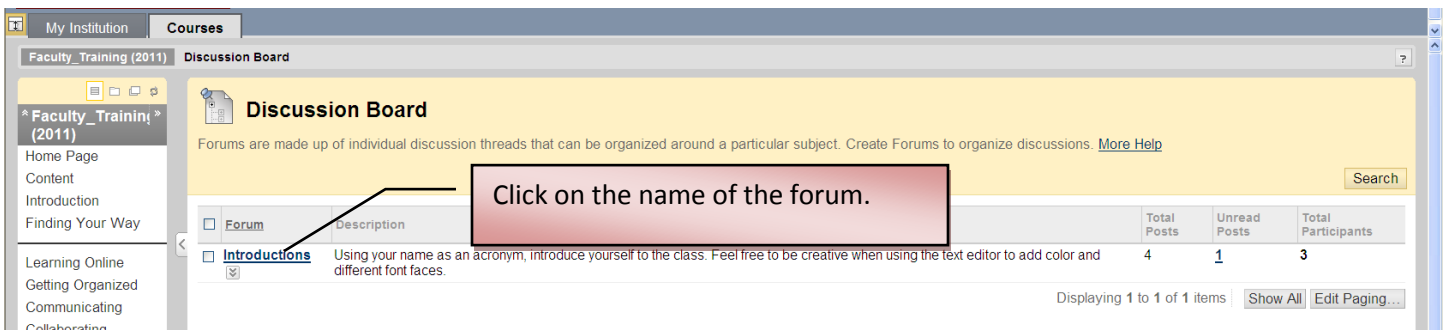 My Institution Courses
Faculty_Training (2011) Discussion Board ?
Faculty_Training
(2011)
Home Page
Content
Introduction
Finding Your Way
Learning Online
Getting Organized
Communicating
Collaborating
Discussion Board
Forums are made up of individual discussion threads that can be organized around a particular subject. Create Forums to organize discussions. More Help
Search
Click on the name of the forum.
Forum Description Total Posts Unread Posts Total Participants
Introductions Using your name as an acronym, introduce yourself to the class. Feel free to be creative when using the text editor to add color and 4 1 3
different font faces.
Displaying 1 to 1 of 1 items Show All Edit Paging...